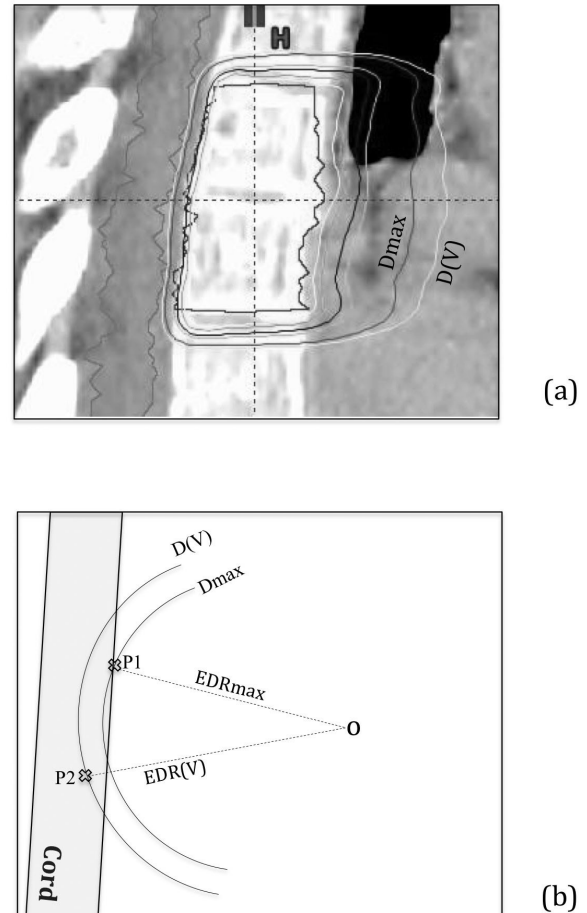 H
Dmax
D(V)
(a)
D(V)
Dmax
P1
EDRmax
O
P2
EDR(V)
Cord
(b)